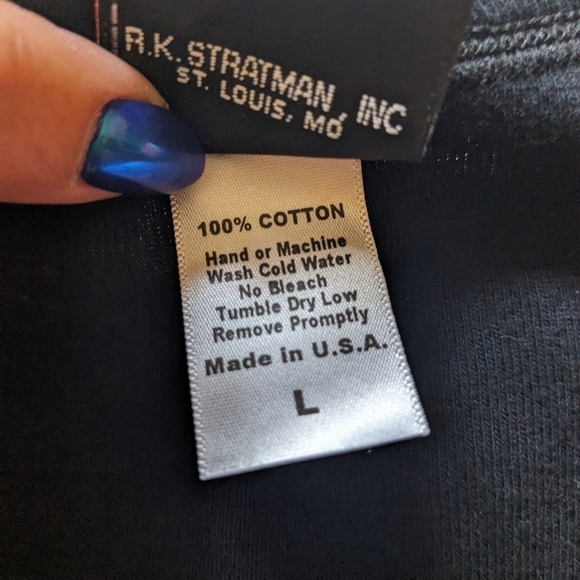 R.K. STRATMAN, INC
ST. LOUIS, MO
100% COTTON
Hand or Machine
Wash Cold Water
No Bleach
Tumble Dry Low
Remove Promptly
Made in U.S.A.
L